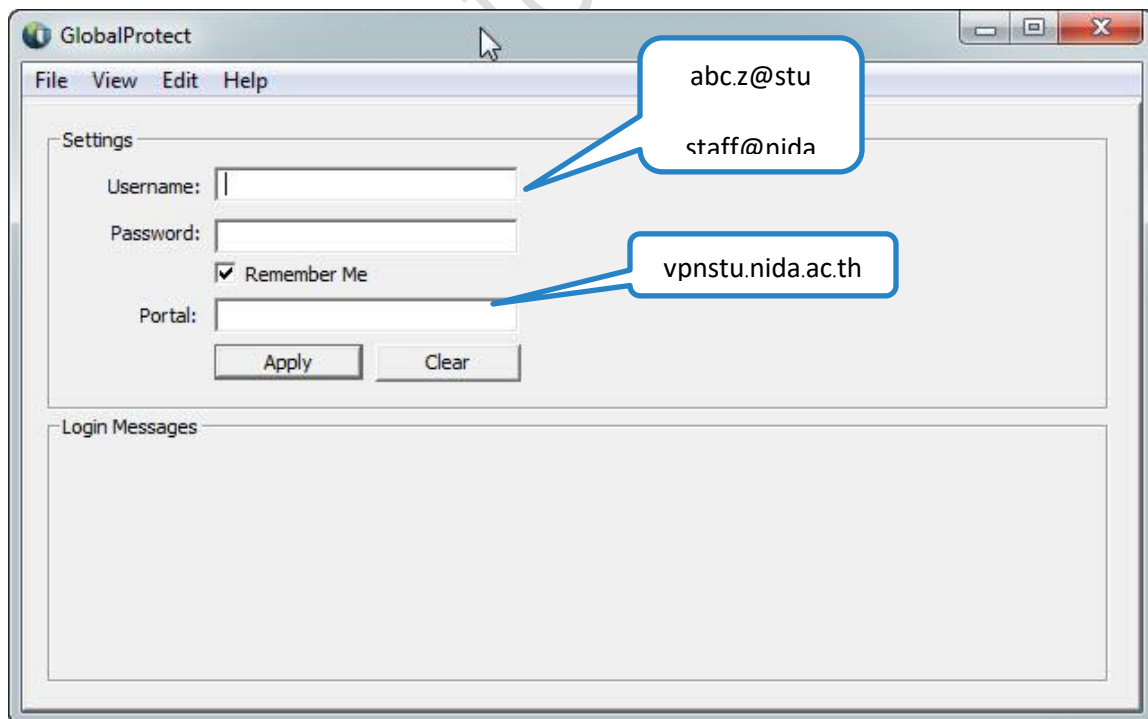 GlobalProtect
File View Edit Help
abc.z@stu
staff@nida
Settings
Username:
Password:
Remember Me
vpnstu.nida.ac.th
Portal:
Apply Clear
Login Messages